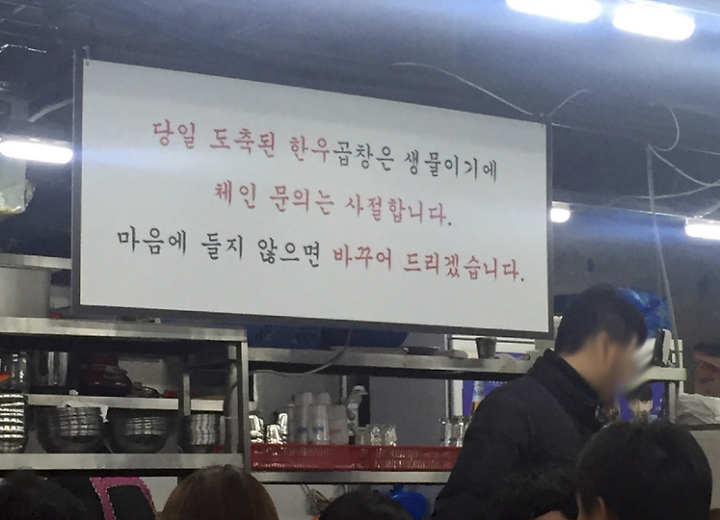 당일 도축된 한우곱창은 생물이기에
체인 문의는 사절합니다.
마음에 들지 않으면 바꾸어 드리겠습니다.